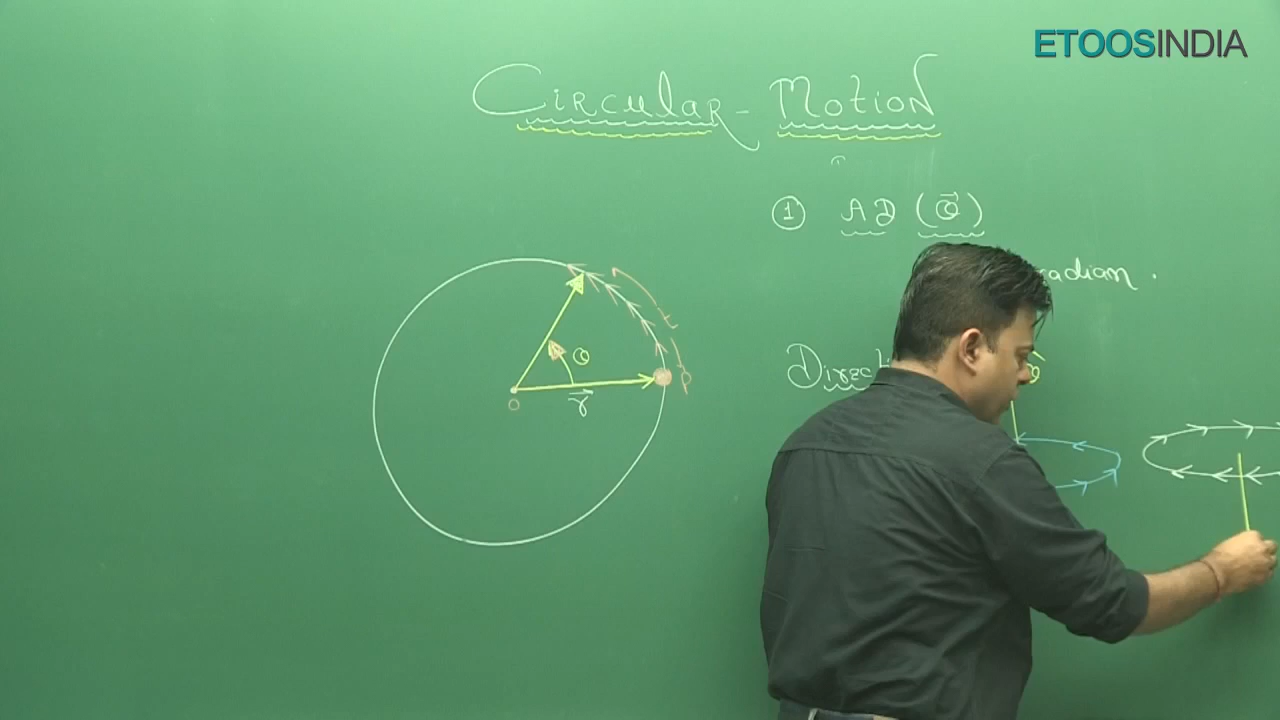 ETOOSINDIA
Circular - Motion
① AD (θ⃗)
radian.
θ
r⃗
O
θ